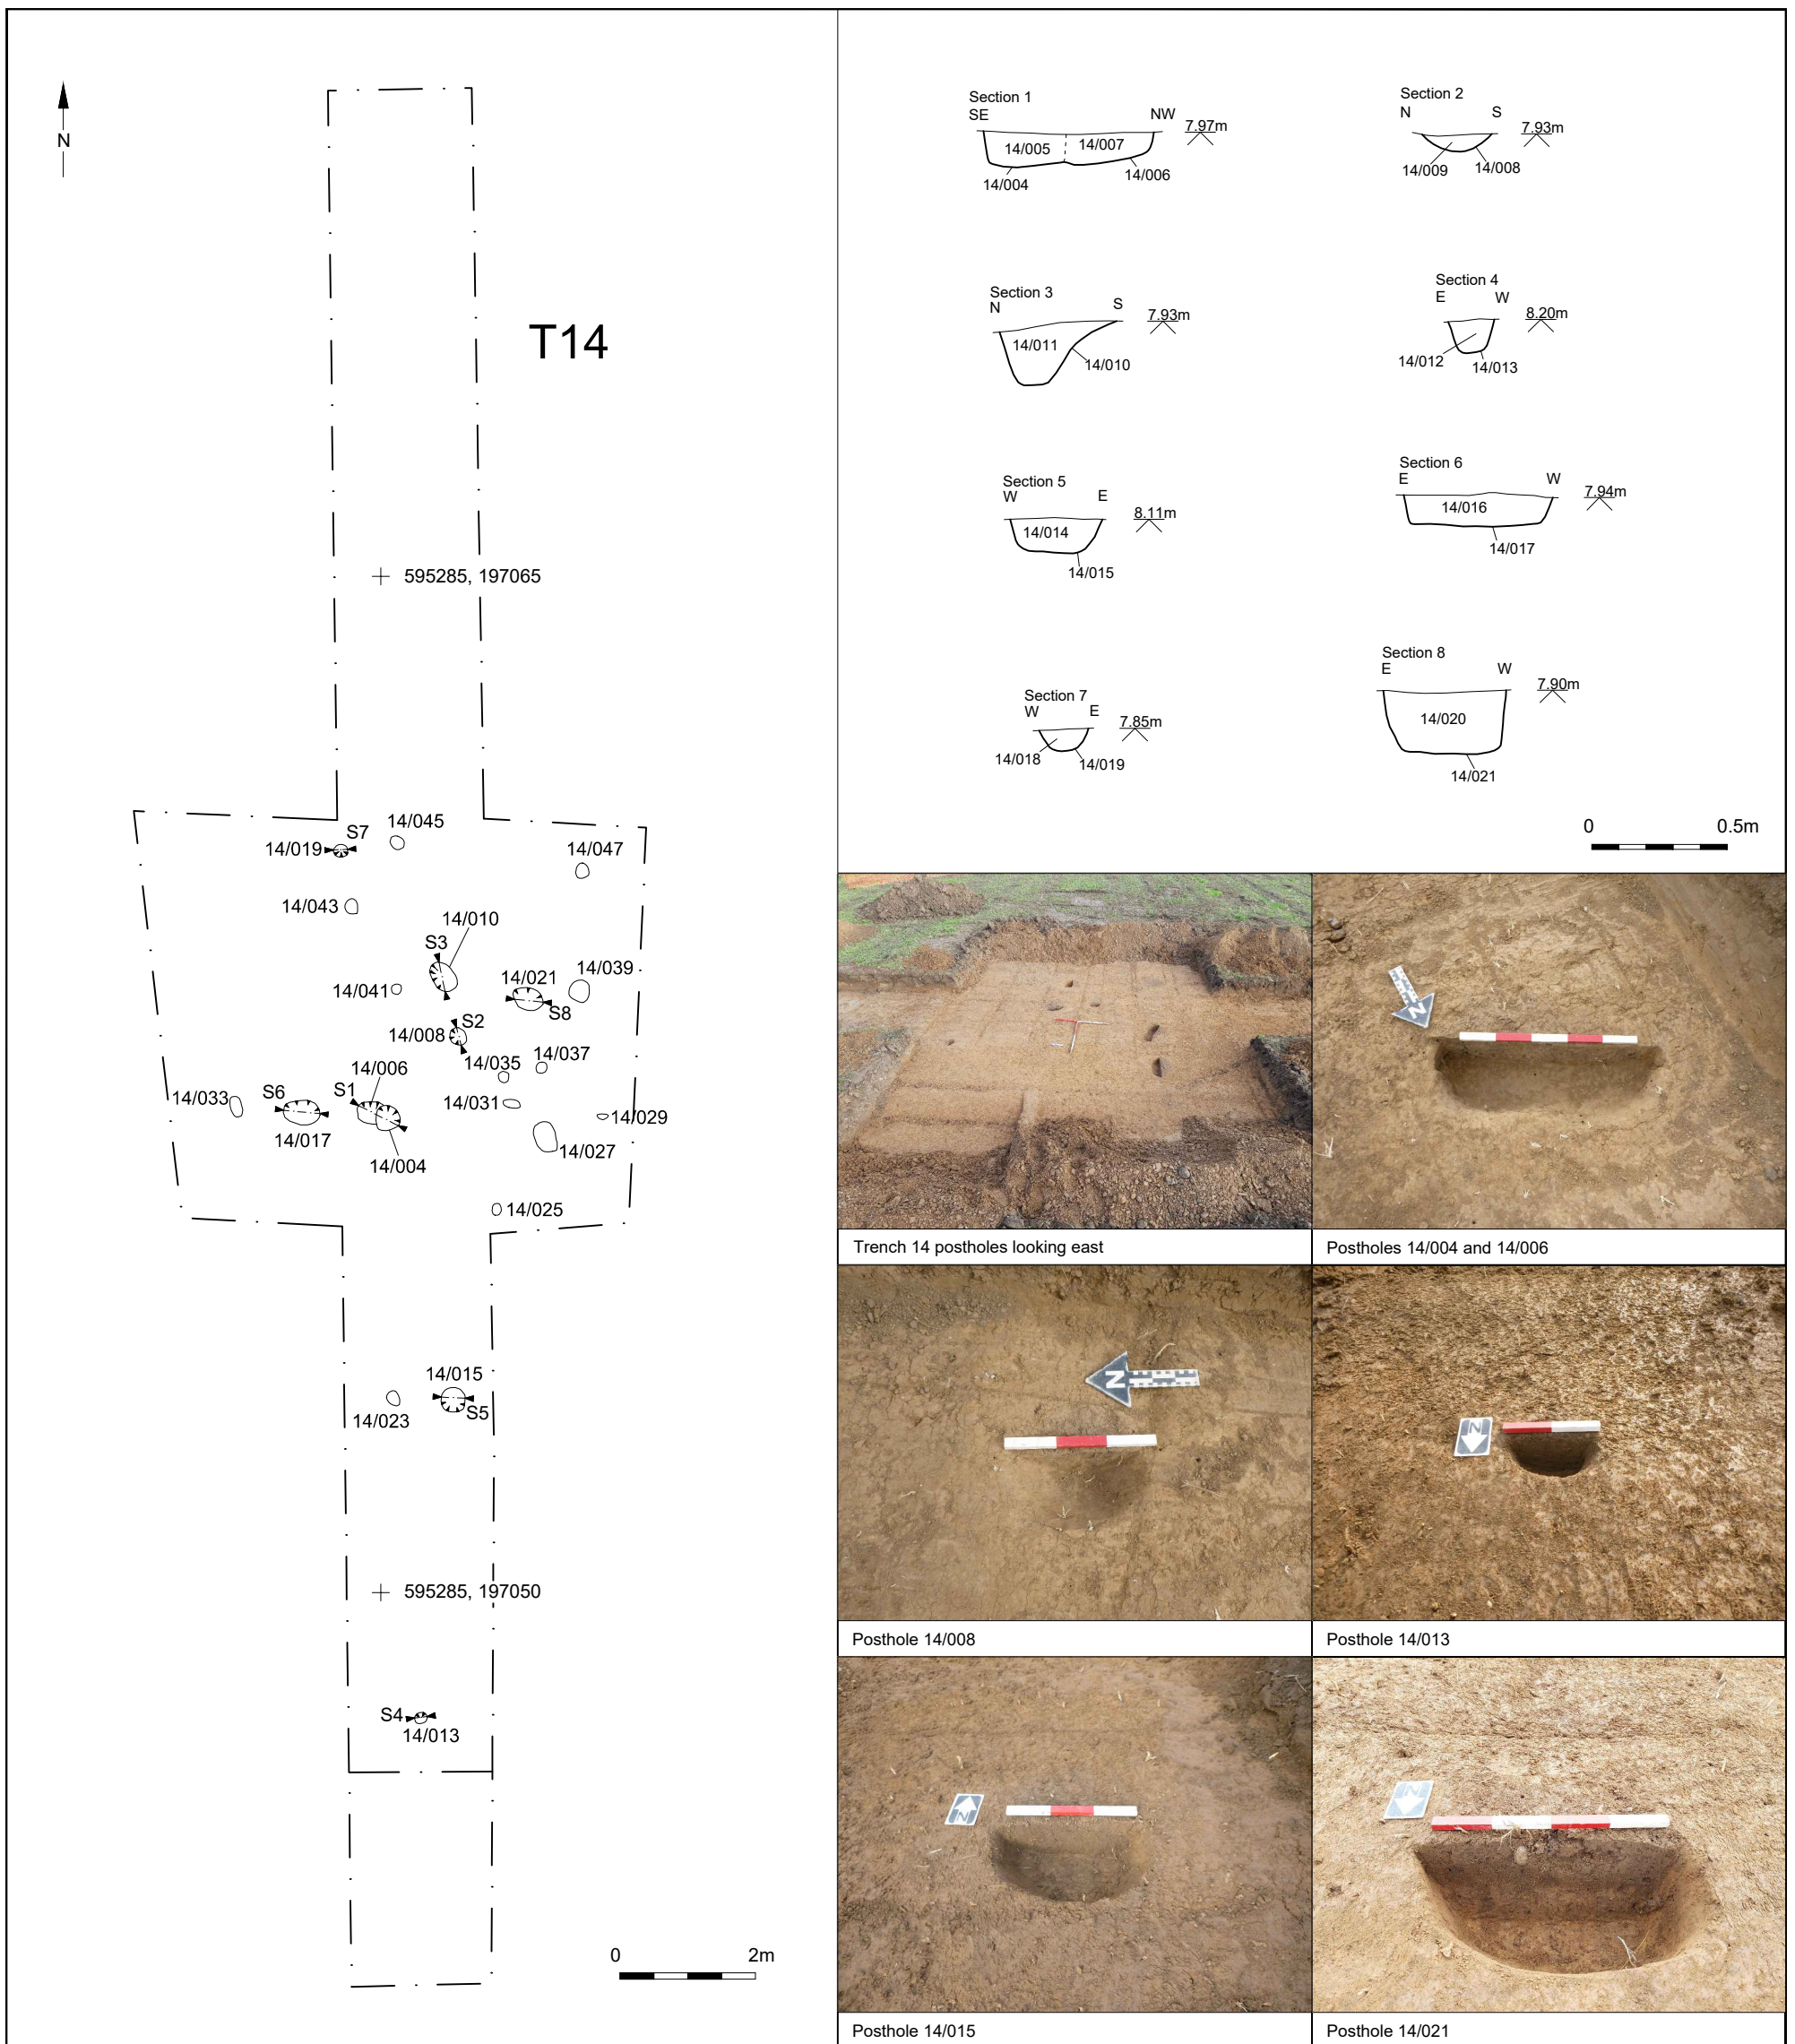 N
T14
595285, 197065
14/045
S7
14/019
14/047
14/043
14/010
S3
14/021
14/039
14/041
S8
S2
14/008
14/035
14/037
14/006
S6
S1
14/033
14/031
14/029
14/017
14/027
14/004
14/025
14/015
14/023
S5
595285, 197050
S4
14/013
0 2m
Section 1
SE NW
7.97m
14/005 14/007
14/004 14/006
Section 2
N S
7.93m
14/009 14/008
Section 3
N S
7.93m
14/011
14/010
Section 4
E W
8.20m
14/012 14/013
Section 5
W E
8.11m
14/014
14/015
Section 6
E W
7.94m
14/016
14/017
Section 7
W E
7.85m
14/018 14/019
Section 8
E W
7.90m
14/020
14/021
0 0.5m
Trench 14 postholes looking east
N
Postholes 14/004 and 14/006
N
Posthole 14/008
N
Posthole 14/013
N
Posthole 14/015
N
Posthole 14/021